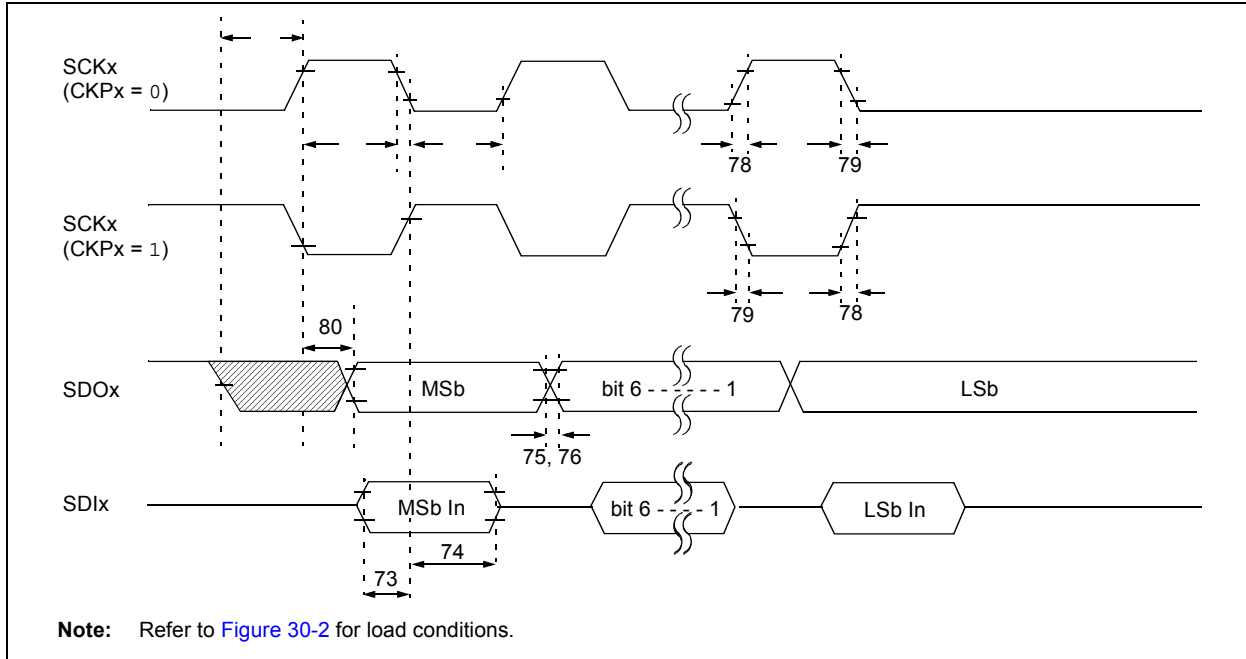 SCKx
(CKPx = 0)
78
79
SCKx
(CKPx = 1)
79
78
80
SDOx
MSb
bit 6 - - - - - - 1
LSb
75, 76
SDIx
MSb In
bit 6 - - - - - 1
LSb In
74
73
Note: Refer to Figure 30-2 for load conditions.